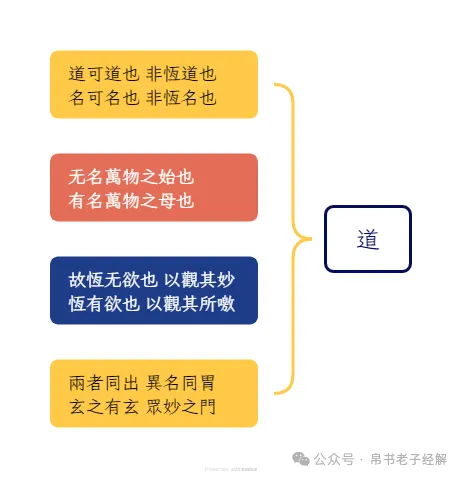 道可道也 非恆道也
名可名也 非恆名也
无名萬物之始也
有名萬物之母也
故恆无欲也 以觀其妙
恆有欲也 以觀其所噭
兩者同出 異名同胃
玄之有玄 眾妙之門
道
公众号 · 帛书老子经解